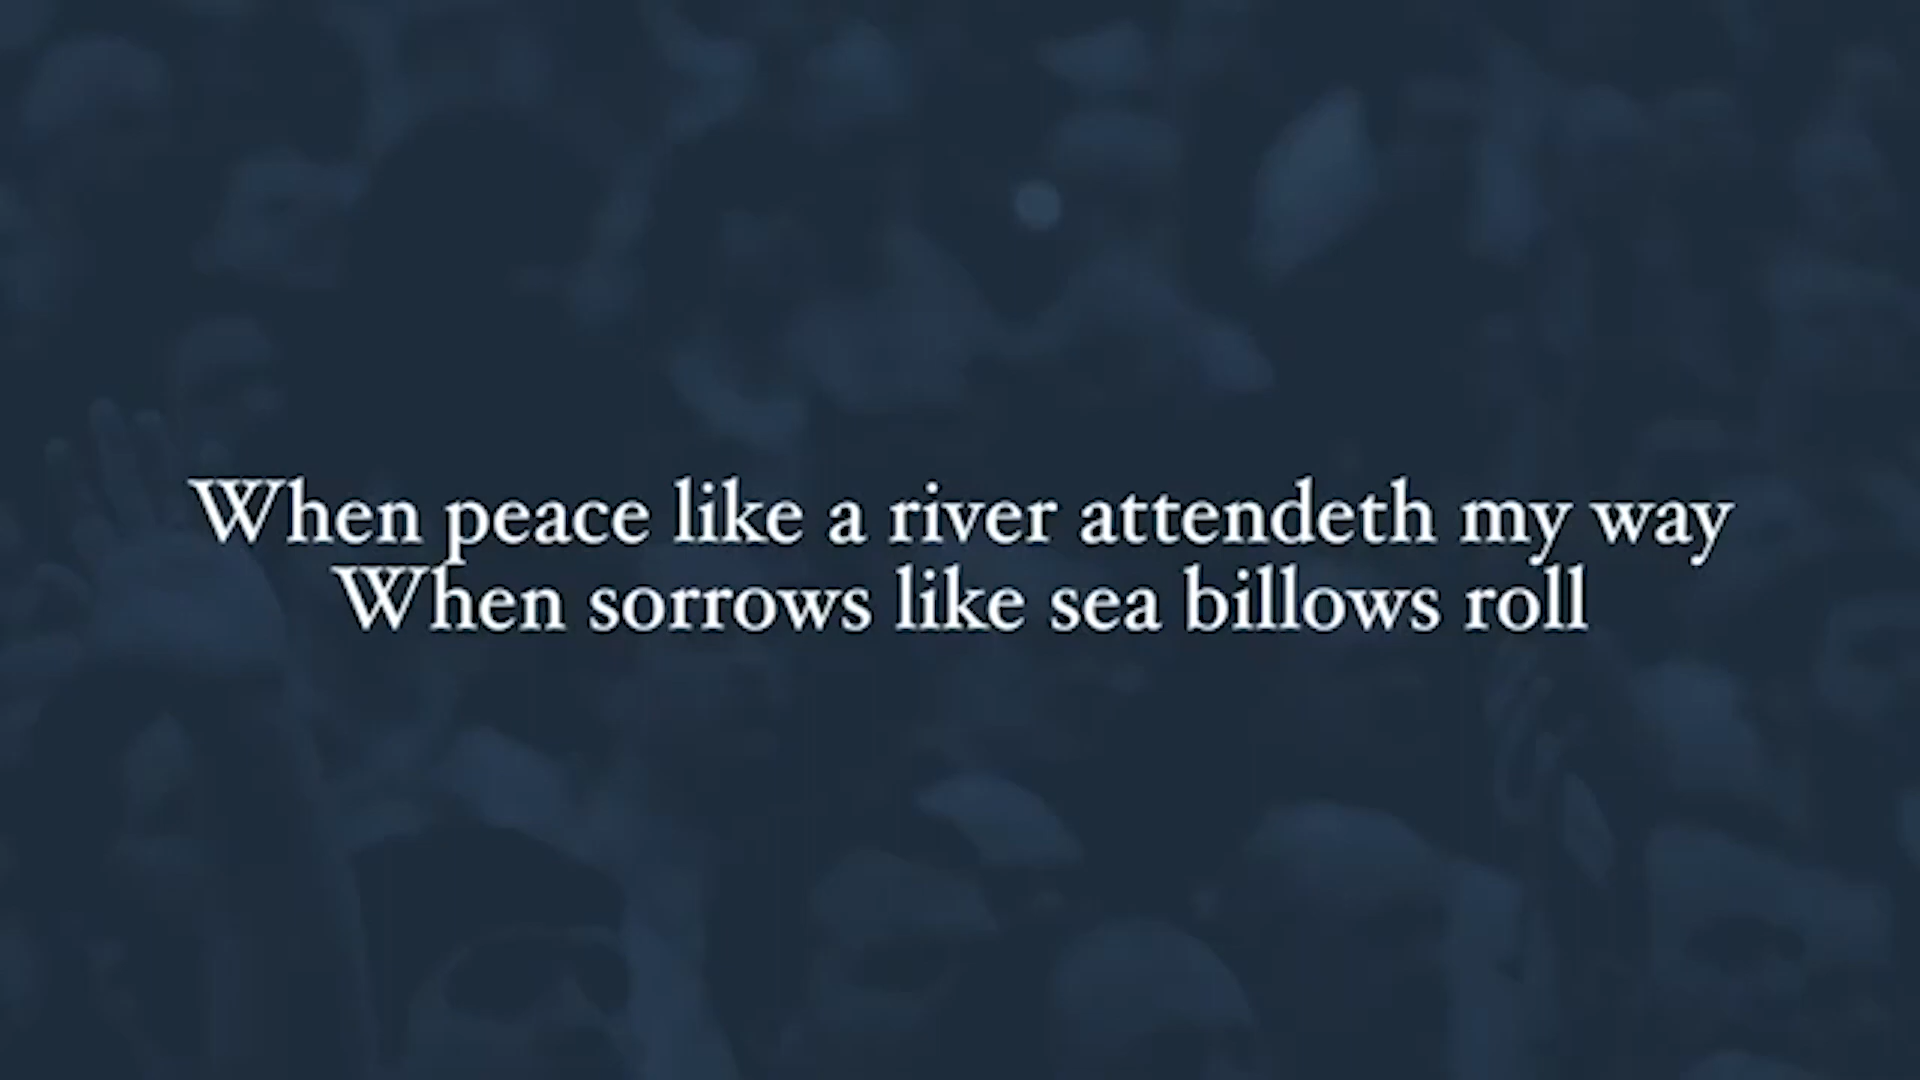 When peace like a river attendeth my way
When sorrows like sea billows roll